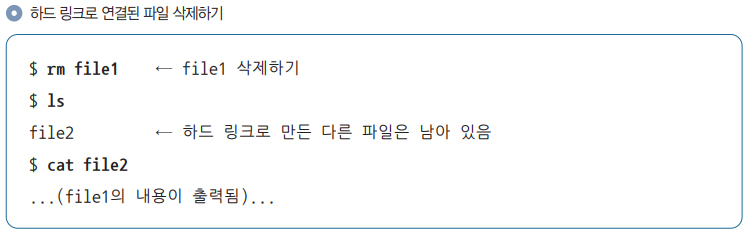 하드 링크로 연결된 파일 삭제하기
$ rm file1 ← file1 삭제하기
$ ls
file2 ← 하드 링크로 만든 다른 파일은 남아 있음
$ cat file2
...(file1의 내용이 출력됨)...